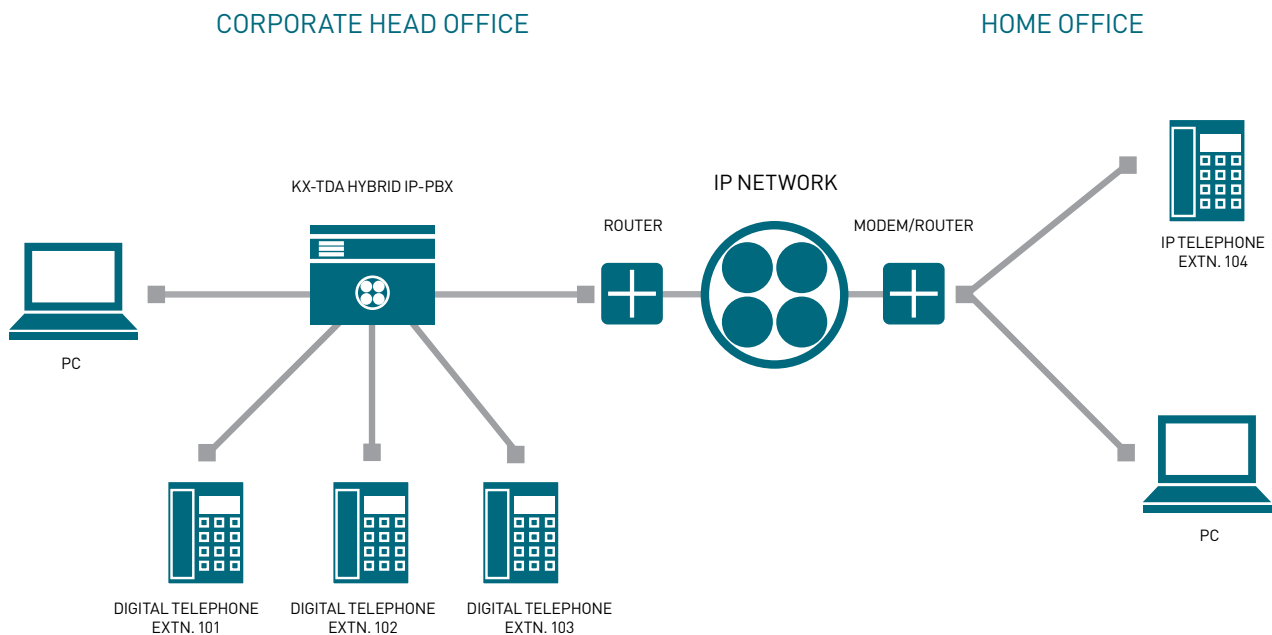 CORPORATE HEAD OFFICE
HOME OFFICE
KX-TDA HYBRID IP-PBX
IP NETWORK
ROUTER
MODEM/ROUTER
IP TELEPHONE
EXTN. 104
PC
PC
DIGITAL TELEPHONE
EXTN. 101
DIGITAL TELEPHONE
EXTN. 102
DIGITAL TELEPHONE
EXTN. 103